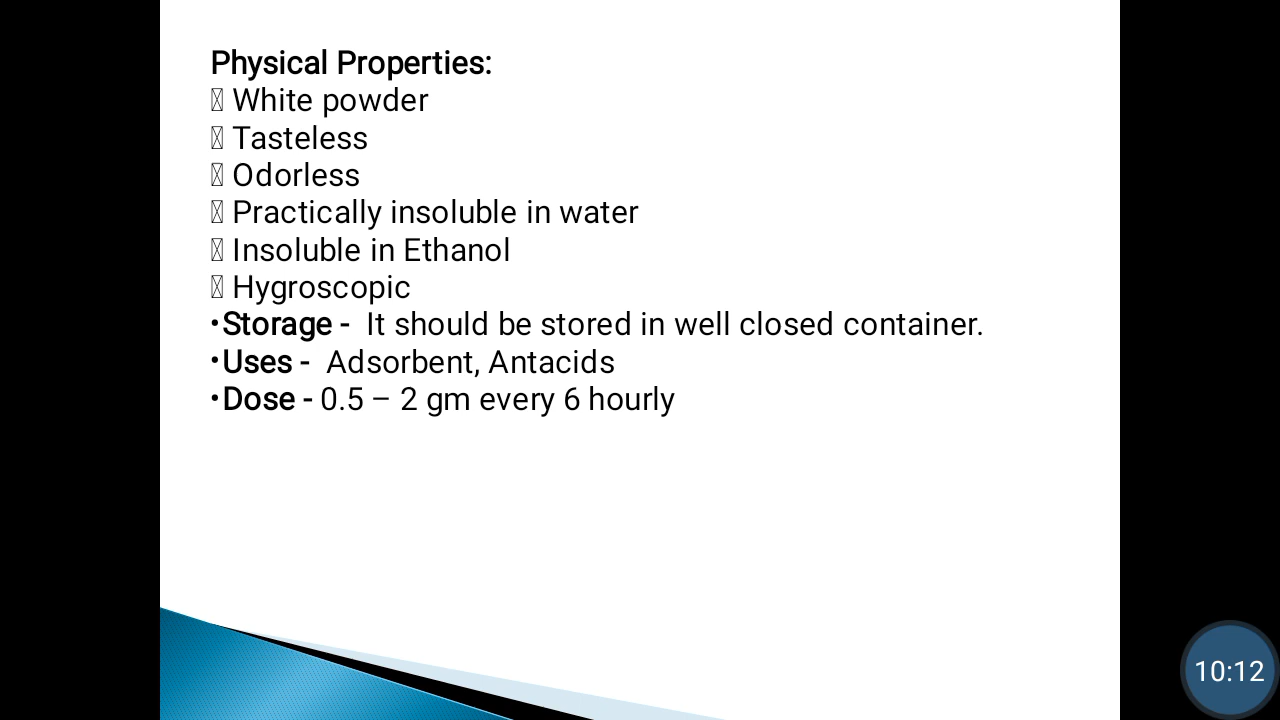 Physical Properties:
White powder
Tasteless
Odorless
Practically insoluble in water
Insoluble in Ethanol
Hygroscopic
•Storage - It should be stored in well closed container.
•Uses - Adsorbent, Antacids
•Dose - 0.5 – 2 gm every 6 hourly
10:12